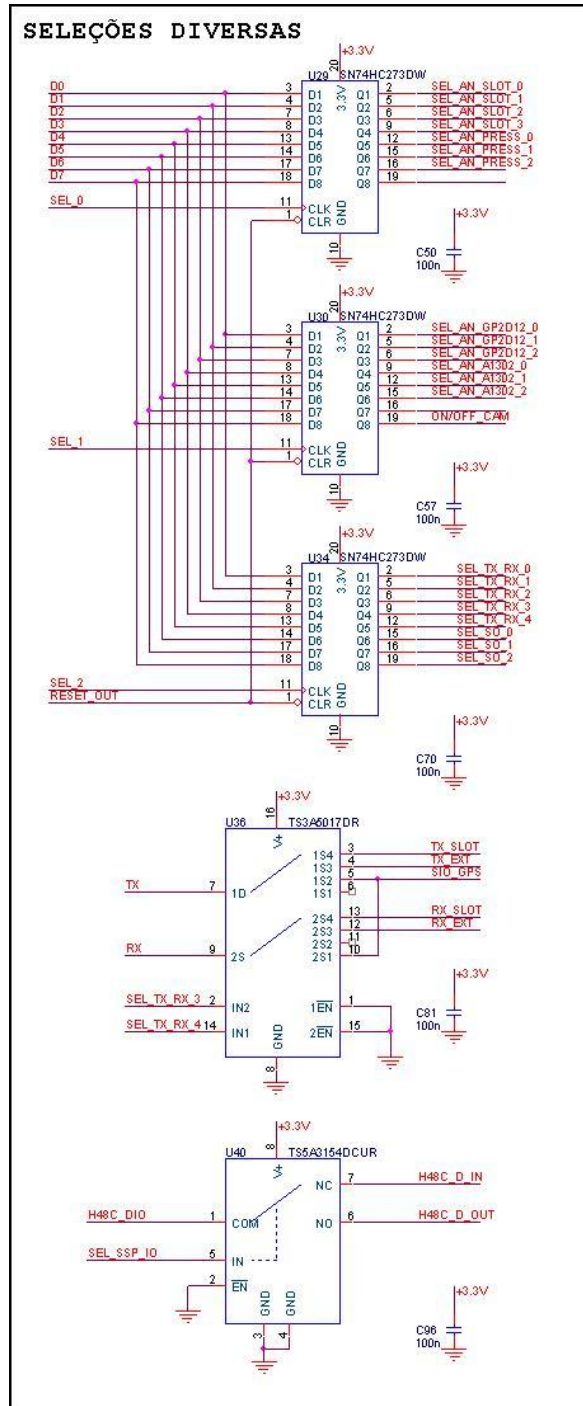 SELEÇÕES DIVERSAS
+3.3V
U29 20 SN74HC273DW
D0 3 D1 3.3V Q1 2 SEL_AN_SLOT_0
D1 4 D2 Q2 5 SEL_AN_SLOT_1
D2 7 D3 Q3 6 SEL_AN_SLOT_2
D3 8 D4 Q4 9 SEL_AN_SLOT_3
D4 13 D5 Q5 12 SEL_AN_PRESS_0
D5 14 D6 Q6 15 SEL_AN_PRESS_1
D6 17 D7 Q7 16 SEL_AN_PRESS_2
D7 18 D8 Q8 19
SEL_0 11 CLK
1 CLR GND
10
+3.3V
C50
100n
+3.3V
U30 20 SN74HC273DW
3 D1 3.3V Q1 2 SEL_AN_GP2D12_0
4 D2 Q2 5 SEL_AN_GP2D12_1
7 D3 Q3 6 SEL_AN_GP2D12_2
8 D4 Q4 9 SEL_AN_A1302_0
13 D5 Q5 12 SEL_AN_A1302_1
14 D6 Q6 15 SEL_AN_A1302_2
17 D7 Q7 16
18 D8 Q8 19 ON/OFF_CAM
SEL_1 11 CLK
1 CLR GND
10
+3.3V
C57
100n
+3.3V
U34 20 SN74HC273DW
3 D1 3.3V Q1 2 SEL_TX_RX_0
4 D2 Q2 5 SEL_TX_RX_1
7 D3 Q3 6 SEL_TX_RX_2
8 D4 Q4 9 SEL_TX_RX_3
13 D5 Q5 12 SEL_TX_RX_4
14 D6 Q6 15 SEL_SO_0
17 D7 Q7 16 SEL_SO_1
18 D8 Q8 19 SEL_SO_2
SEL_2 11 CLK
RESET_OUT 1 CLR GND
10
+3.3V
C70
100n
+3.3V
U36 16 TS3A5017DR
V+
1S4 3 TX_SLOT
1S3 4 TX_EXT
1S2 5 SIO_GPS
TX 7 1D 1S1 6
2S4 13 RX_SLOT
2S3 12 RX_EXT
2S2 11
RX 9 2S 2S1 10
SEL_TX_RX_3 2 IN2 1EN 1
SEL_TX_RX_4 14 IN1 2EN 15
GND
8
+3.3V
C81
100n
+3.3V
U40 8 TS5A3154DCUR
V+
NC 7 H48C_D_IN
H48C_DIO 1 COM NO 6 H48C_D_OUT
SEL_SSP_IO 5 IN
2 EN
GND GND
3 4
+3.3V
C96
100n